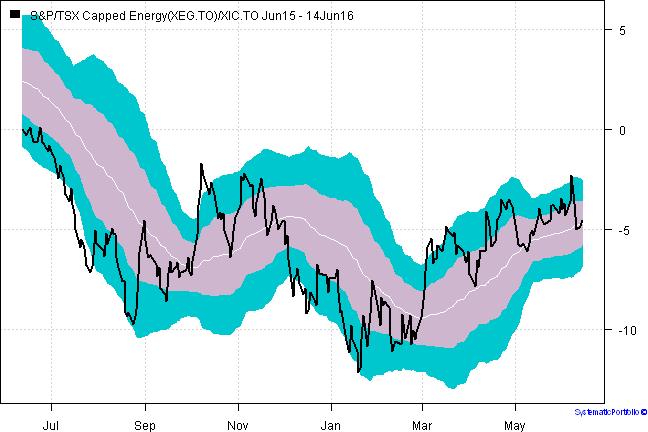 S&P/TSX Capped Energy(XEG.TO)/XIC.TO Jun15 - 14Jun16
5
0
-5
-10
Jul Sep Nov Jan Mar May
SystematicPortfolio ©